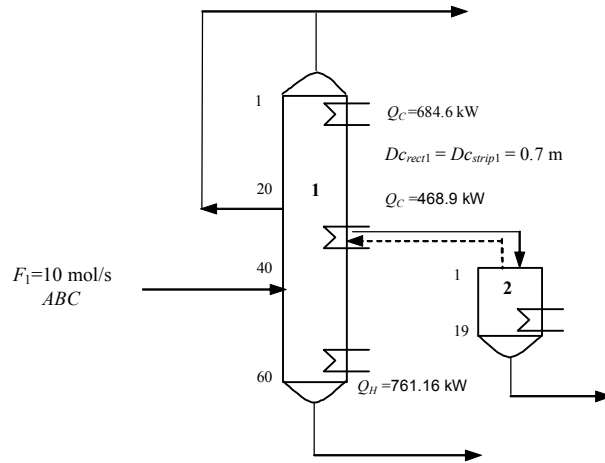 1
Q_C =684.6 kW
Dc_rect1 = Dc_strip1 = 0.7 m
20
1
Q_C =468.9 kW
40
F_1=10 mol/s
ABC
1
2
19
60
Q_H =761.16 kW